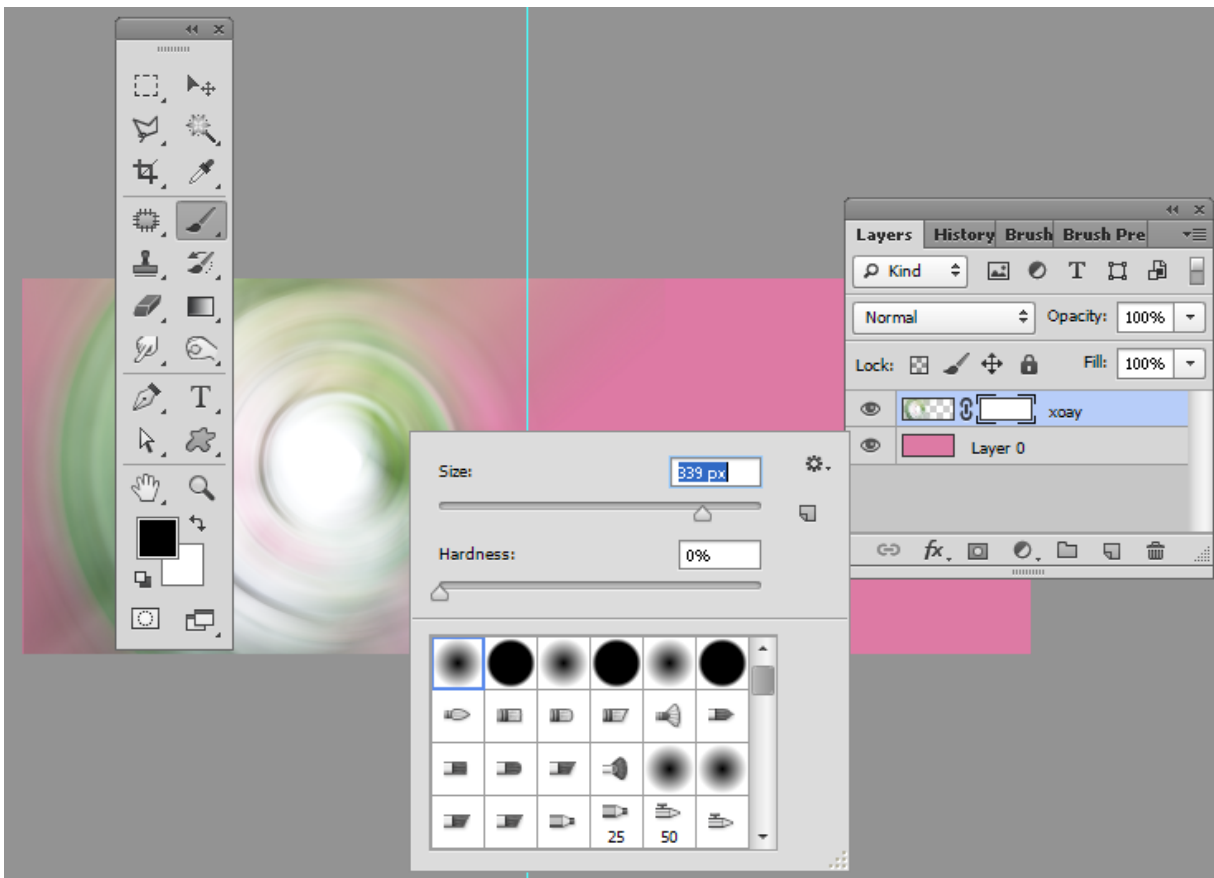 Layers History Brush Brush Pre
Kind
Normal Opacity: 100%
Lock: Fill: 100%
xoay
Layer 0
fx
Size: 339 px
Hardness: 0%
25 50
T
T